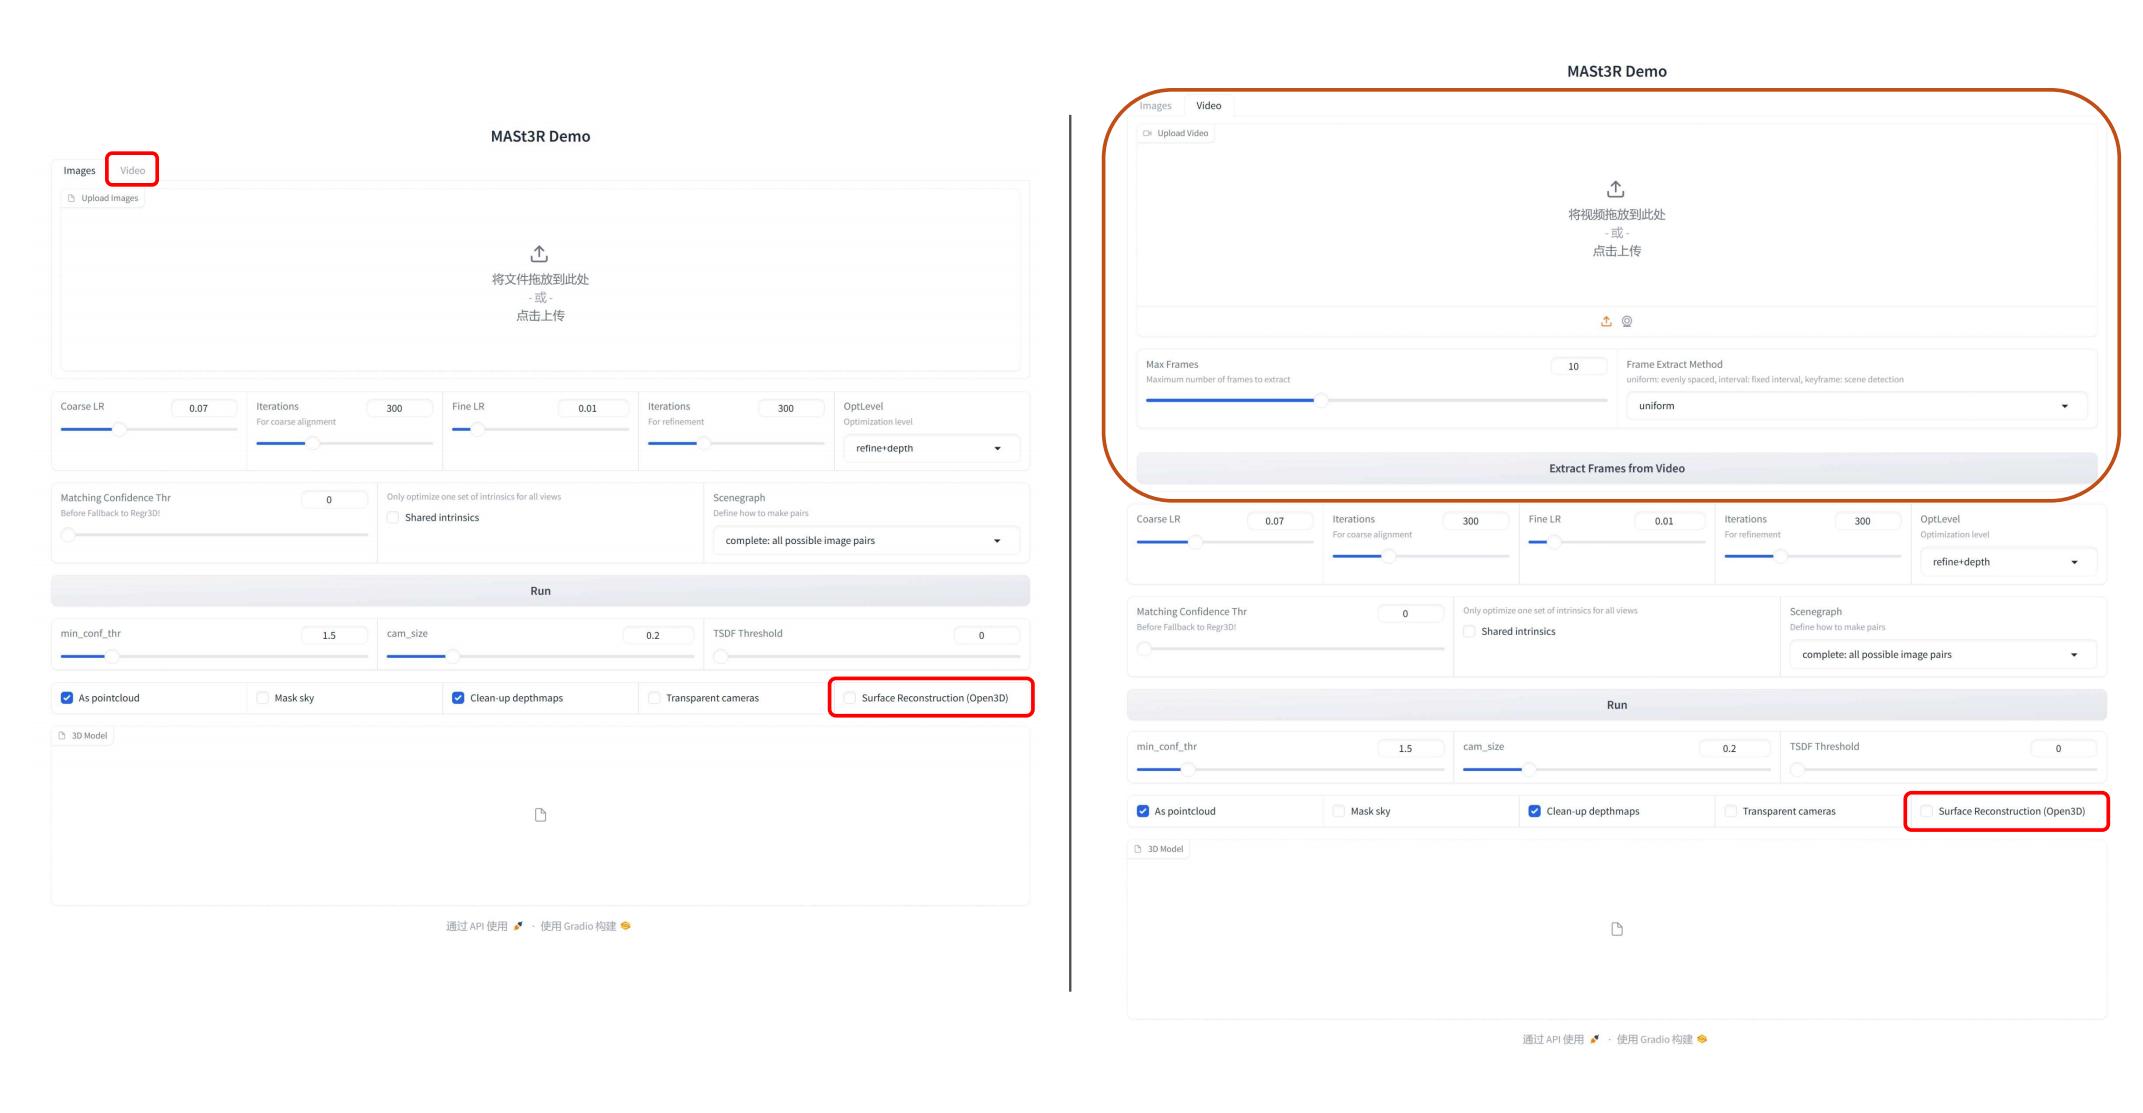 MASt3R Demo
Images
Video
Upload Images
将文件拖放到此处
- 或 -
点击上传
Coarse LR
0.07
Iterations
300
For coarse alignment
Fine LR
0.01
Iterations
300
For refinement
OptLevel
Optimization level
refine+depth
Matching Confidence Thr
0
Before Fallback to Regr3D!
Only optimize one set of intrinsics for all views
Shared intrinsics
Scenegraph
Define how to make pairs
complete: all possible image pairs
Run
min_conf_thr
1.5
cam_size
0.2
TSDF Threshold
0
As pointcloud
Mask sky
Clean-up depthmaps
Transparent cameras
Surface Reconstruction (Open3D)
3D Model
通过 API 使用 · 使用 Gradio 构建
MASt3R Demo
Images
Video
Upload Video
将视频拖放到此处
- 或 -
点击上传
Max Frames
10
Maximum number of frames to extract
Frame Extract Method
uniform: evenly spaced, interval: fixed interval, keyframe: scene detection
uniform
Extract Frames from Video
Coarse LR
0.07
Iterations
300
For coarse alignment
Fine LR
0.01
Iterations
300
For refinement
OptLevel
Optimization level
refine+depth
Matching Confidence Thr
0
Before Fallback to Regr3D!
Only optimize one set of intrinsics for all views
Shared intrinsics
Scenegraph
Define how to make pairs
complete: all possible image pairs
Run
min_conf_thr
1.5
cam_size
0.2
TSDF Threshold
0
As pointcloud
Mask sky
Clean-up depthmaps
Transparent cameras
Surface Reconstruction (Open3D)
3D Model
通过 API 使用 · 使用 Gradio 构建